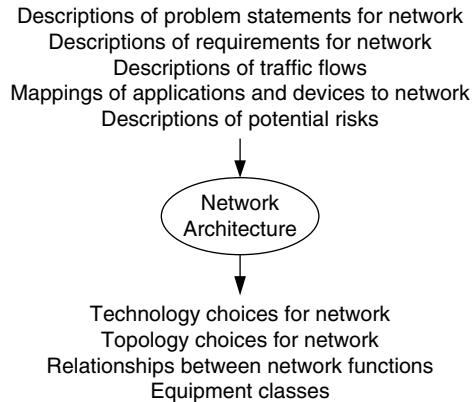 Descriptions of problem statements for network
Descriptions of requirements for network
Descriptions of traffic flows
Mappings of applications and devices to network
Descriptions of potential risks
Network
Architecture
Technology choices for network
Topology choices for network
Relationships between network functions
Equipment classes